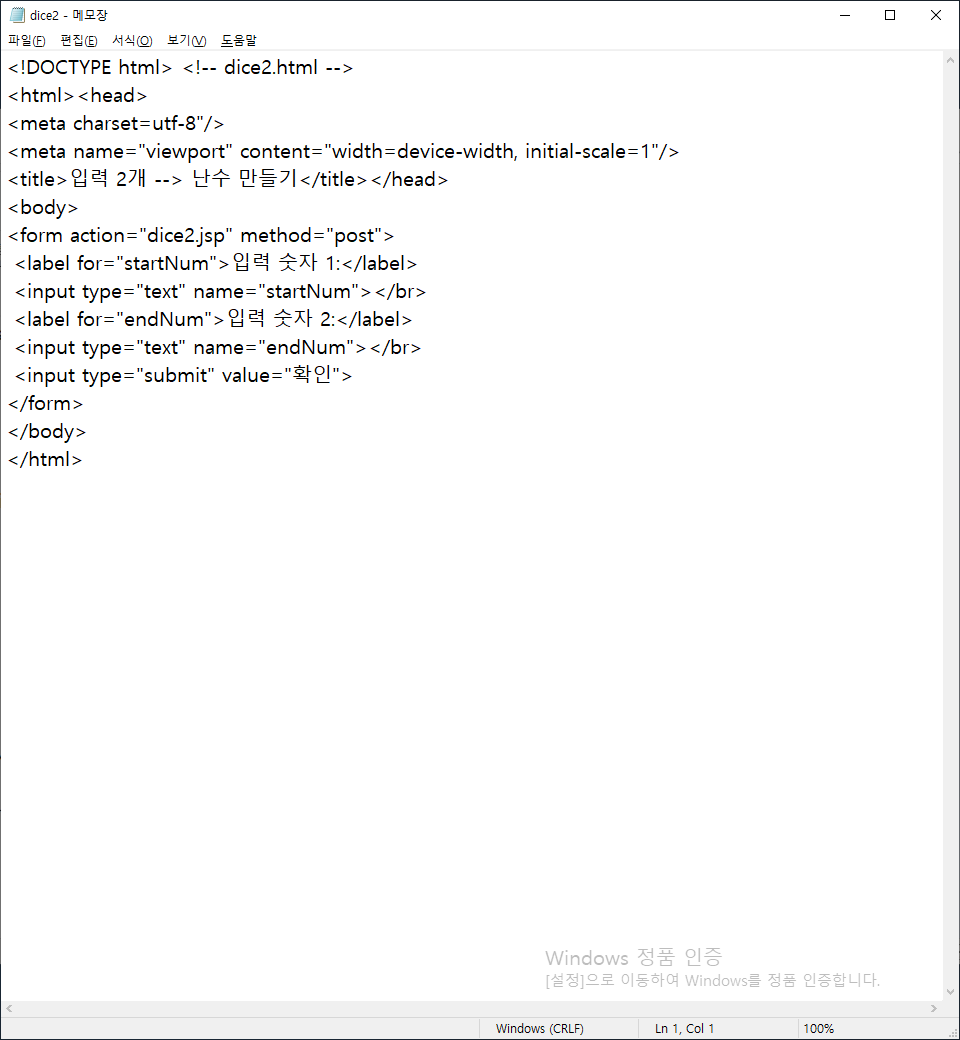 dice2 - 메모장
파일(F) 편집(E) 서식(O) 보기(V) 도움말
<!DOCTYPE html> <!-- dice2.html -->
<html><head>
<meta charset=utf-8"/>
<meta name="viewport" content="width=device-width, initial-scale=1"/>
<title>입력 2개 --> 난수 만들기</title></head>
<body>
<form action="dice2.jsp" method="post">
<label for="startNum">입력 숫자 1:</label>
<input type="text" name="startNum"></br>
<label for="endNum">입력 숫자 2:</label>
<input type="text" name="endNum"></br>
<input type="submit" value="확인">
</form>
</body>
</html>
Windows 정품 인증
[설정]으로 이동하여 Windows를 정품 인증합니다.
Windows (CRLF) Ln 1, Col 1 100%